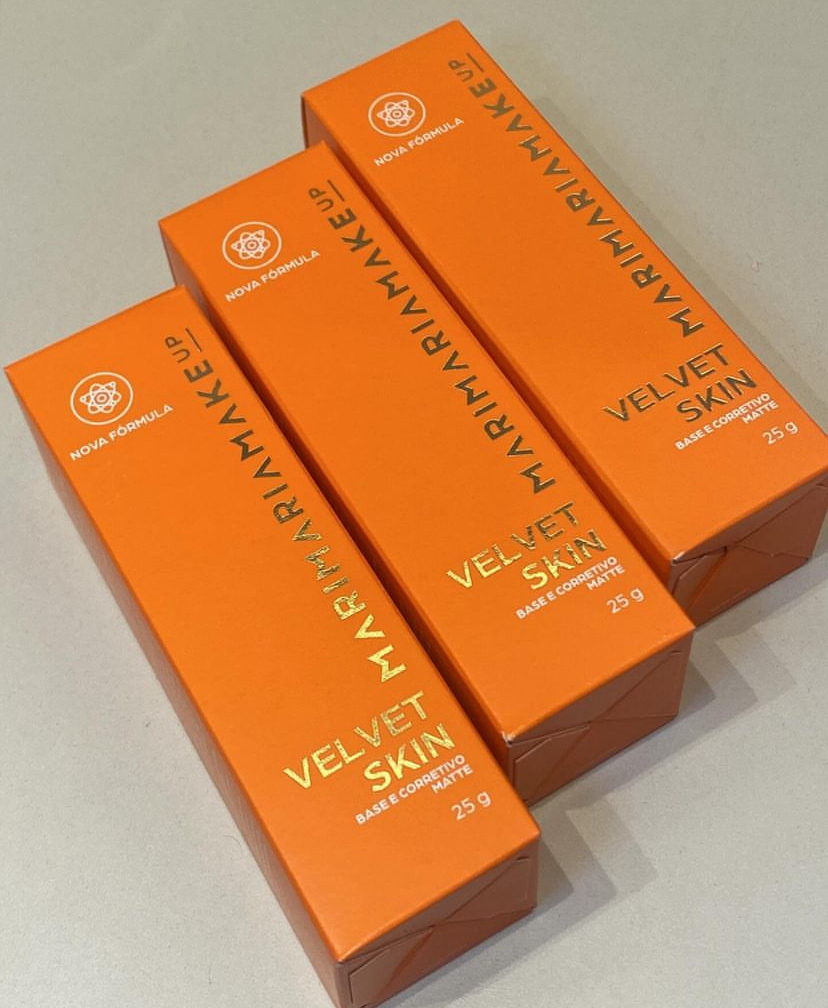 NOVA FÓRMULA
MARIMARIAMAKEUP
VELVET
SKIN
BASE E CORRETIVO
MATTE
25 g
NOVA FÓRMULA
MARIMARIAMAKEUP
VELVET
SKIN
BASE E CORRETIVO
MATTE
25 g
NOVA FÓRMULA
MARIMARIAMAKEUP
VELVET
SKIN
BASE E CORRETIVO
MATTE
25 g